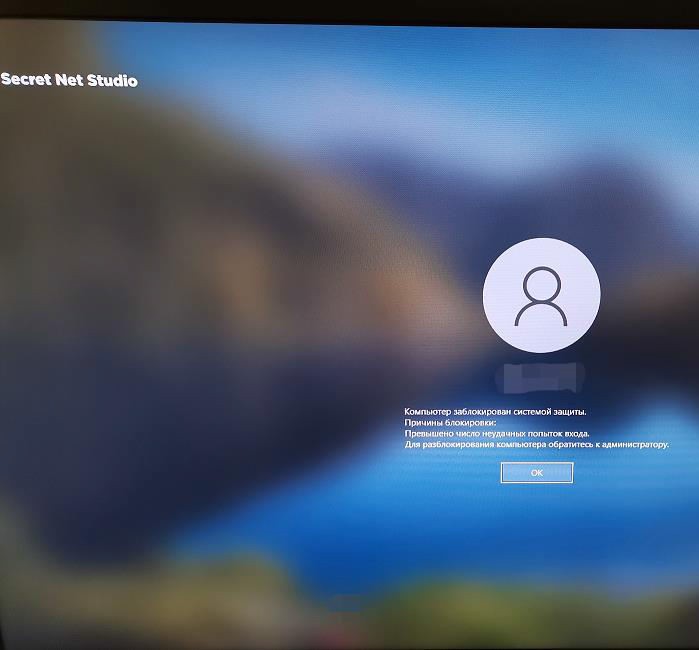 Secret Net Studio
Компьютер заблокирован системой защиты.
Причины блокировки:
Превышено число неудачных попыток входа.
Для разблокирования компьютера обратитесь к администратору.
OK